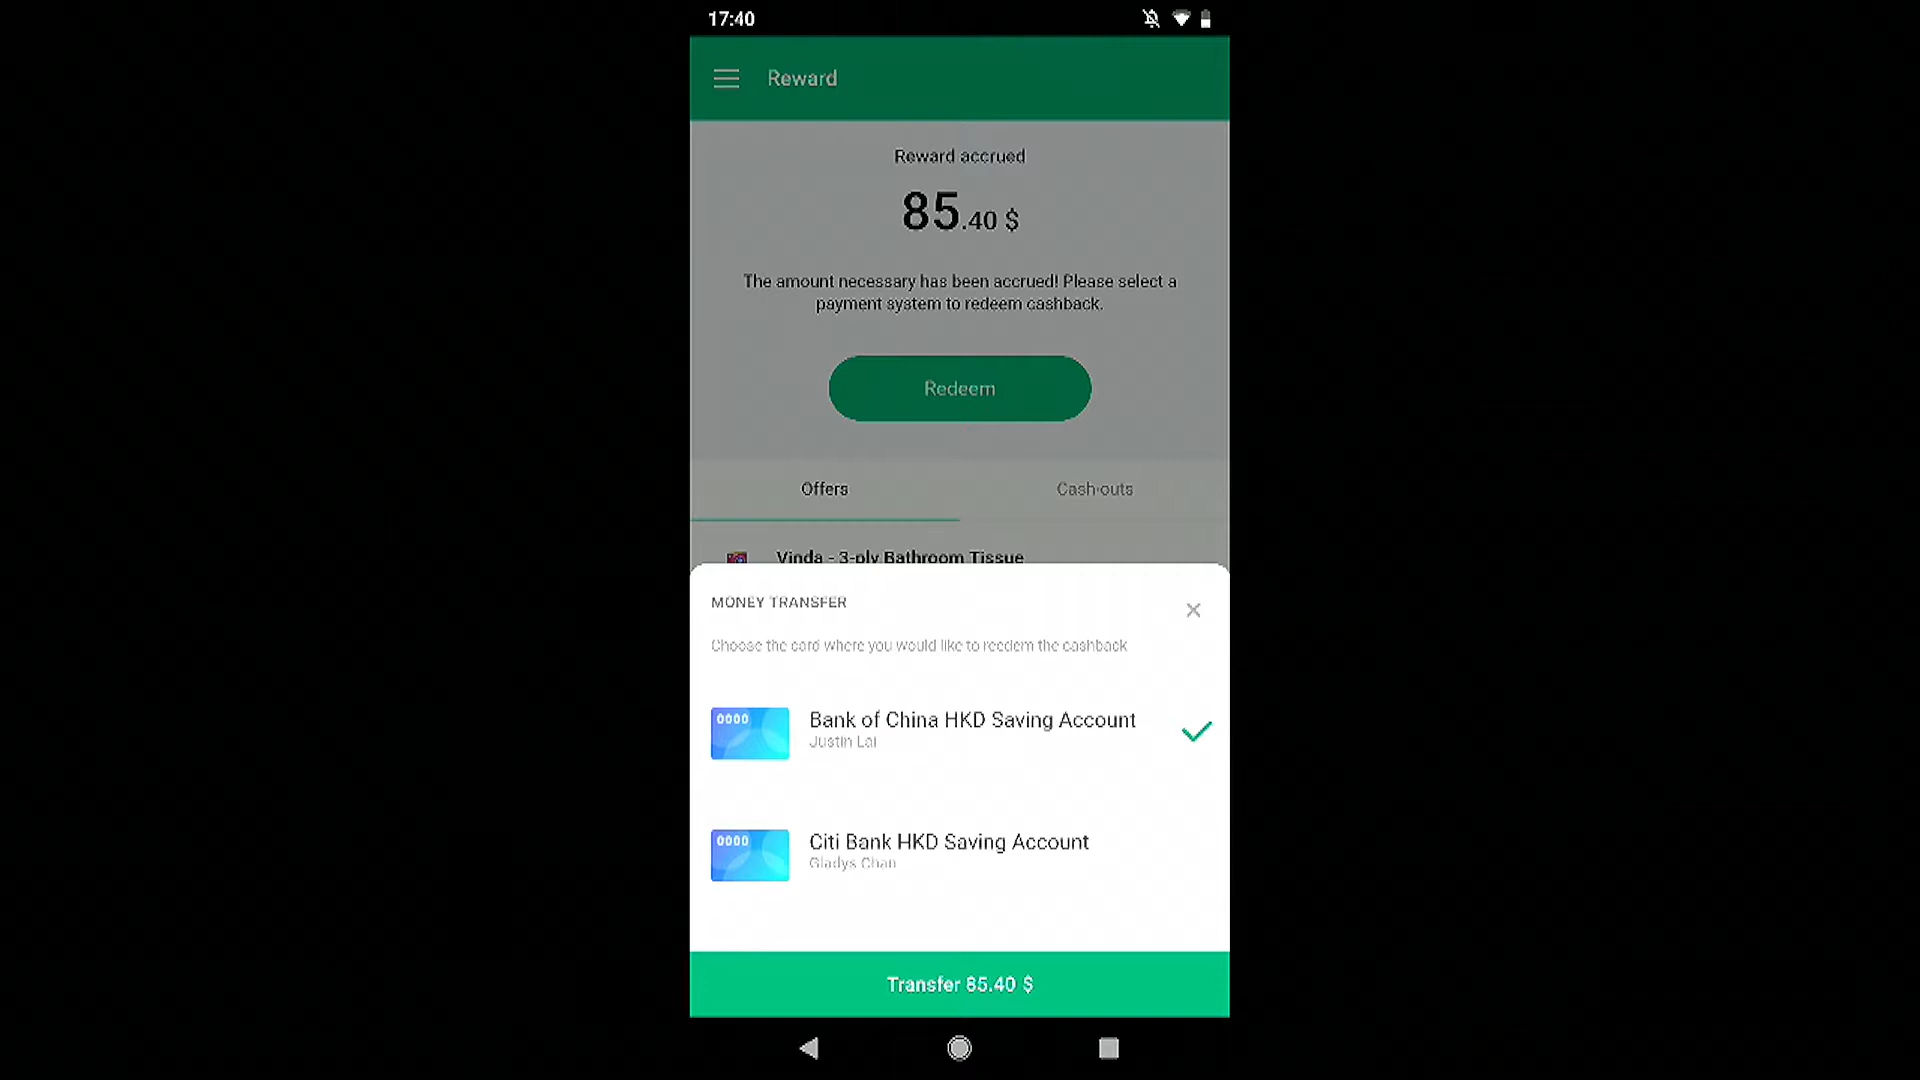 17:40
Reward
Reward accrued
85.40 $
The amount necessary has been accrued! Please select a
payment system to redeem cashback.
Redeem
Offers
Cash-outs
Vinda - 3-ply Bathroom Tissue
MONEY TRANSFER
Choose the card where you would like to reedem the cashback
0000
Bank of China HKD Saving Account
Justin Lai
0000
Citi Bank HKD Saving Account
Gladys Chan
Transfer 85.40 $